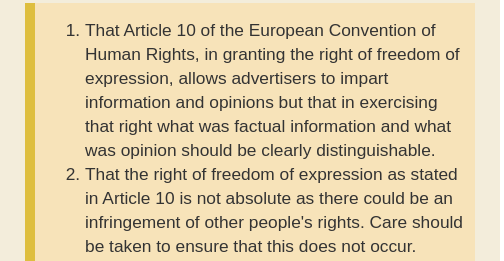 1. That Article 10 of the European Convention of
Human Rights, in granting the right of freedom of
expression, allows advertisers to impart
information and opinions but that in exercising
that right what was factual information and what
was opinion should be clearly distinguishable.
2. That the right of freedom of expression as stated
in Article 10 is not absolute as there could be an
infringement of other people's rights. Care should
be taken to ensure that this does not occur.